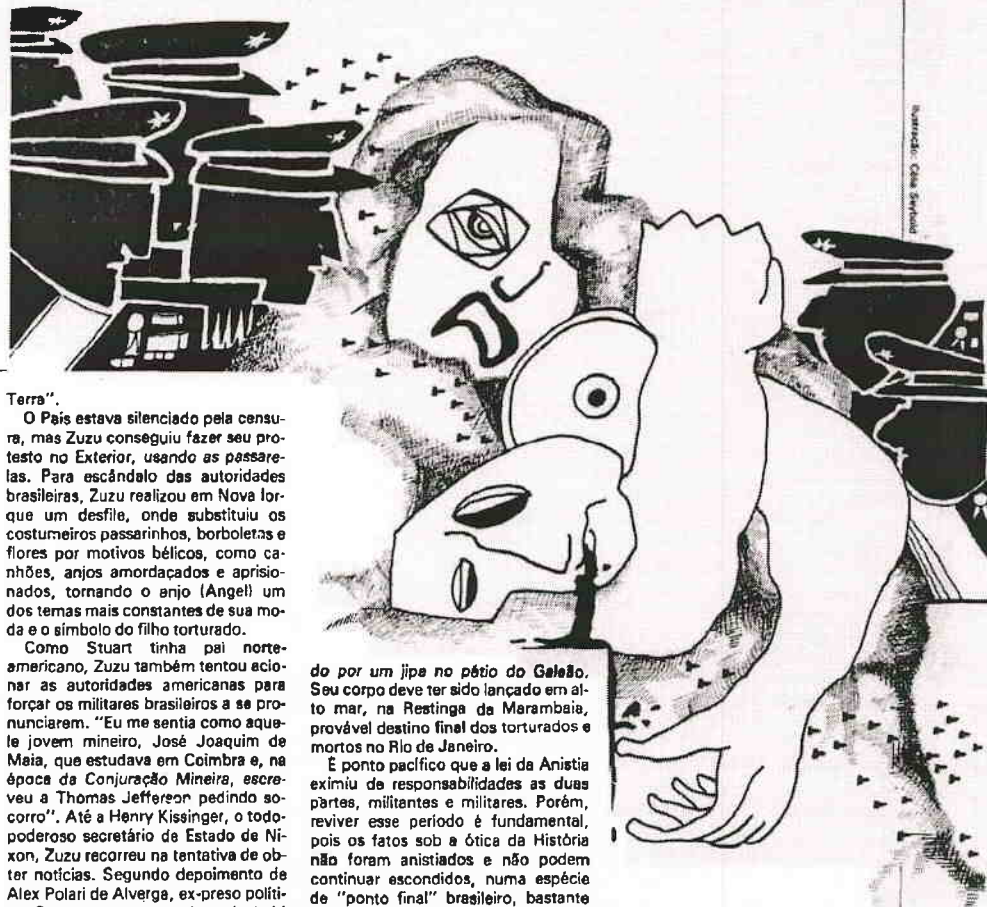 Ilustração: Célia Seybold
Terra".
O País estava silenciado pela censu-
ra, mas Zuzu conseguiu fazer seu pro-
testo no Exterior, usando as passare-
las. Para escândalo das autoridades
brasileiras, Zuzu realizou em Nova Ior-
que um desfile, onde substituiu os
costumeiros passarinhos, borboletas e
flores por motivos bélicos, como ca-
nhões, anjos amordaçados e aprisio-
nados, tornando o anjo (Angel) um
dos temas mais constantes de sua mo-
da e o símbolo do filho torturado.
Como Stuart tinha pai norte-
americano, Zuzu também tentou acio-
nar as autoridades americanas para
forçar os militares brasileiros a se pro-
nunciarem. "Eu me sentia como aque-
le jovem mineiro, José Joaquim de
Maia, que estudava em Coimbra e, na
época da Conjuração Mineira, escre-
veu a Thomas Jefferson pedindo so-
corro". Até a Henry Kissinger, o todo-
poderoso secretário de Estado de Ni-
xon, Zuzu recorreu na tentativa de ob-
ter notícias. Segundo depoimento de
Alex Polari de Alverga, ex-preso políti-
do por um jipe no pátio do Galeão.
Seu corpo deve ter sido lançado em al-
to mar, na Restinga da Marambaia,
provável destino final dos torturados e
mortos no Rio de Janeiro.
É ponto pacífico que a lei da Anistia
eximiu de responsabilidades as duas
partes, militantes e militares. Porém,
reviver esse período é fundamental,
pois os fatos sob a ótica da História
não foram anistiados e não podem
continuar escondidos, numa espécie
de "ponto final" brasileiro, bastante